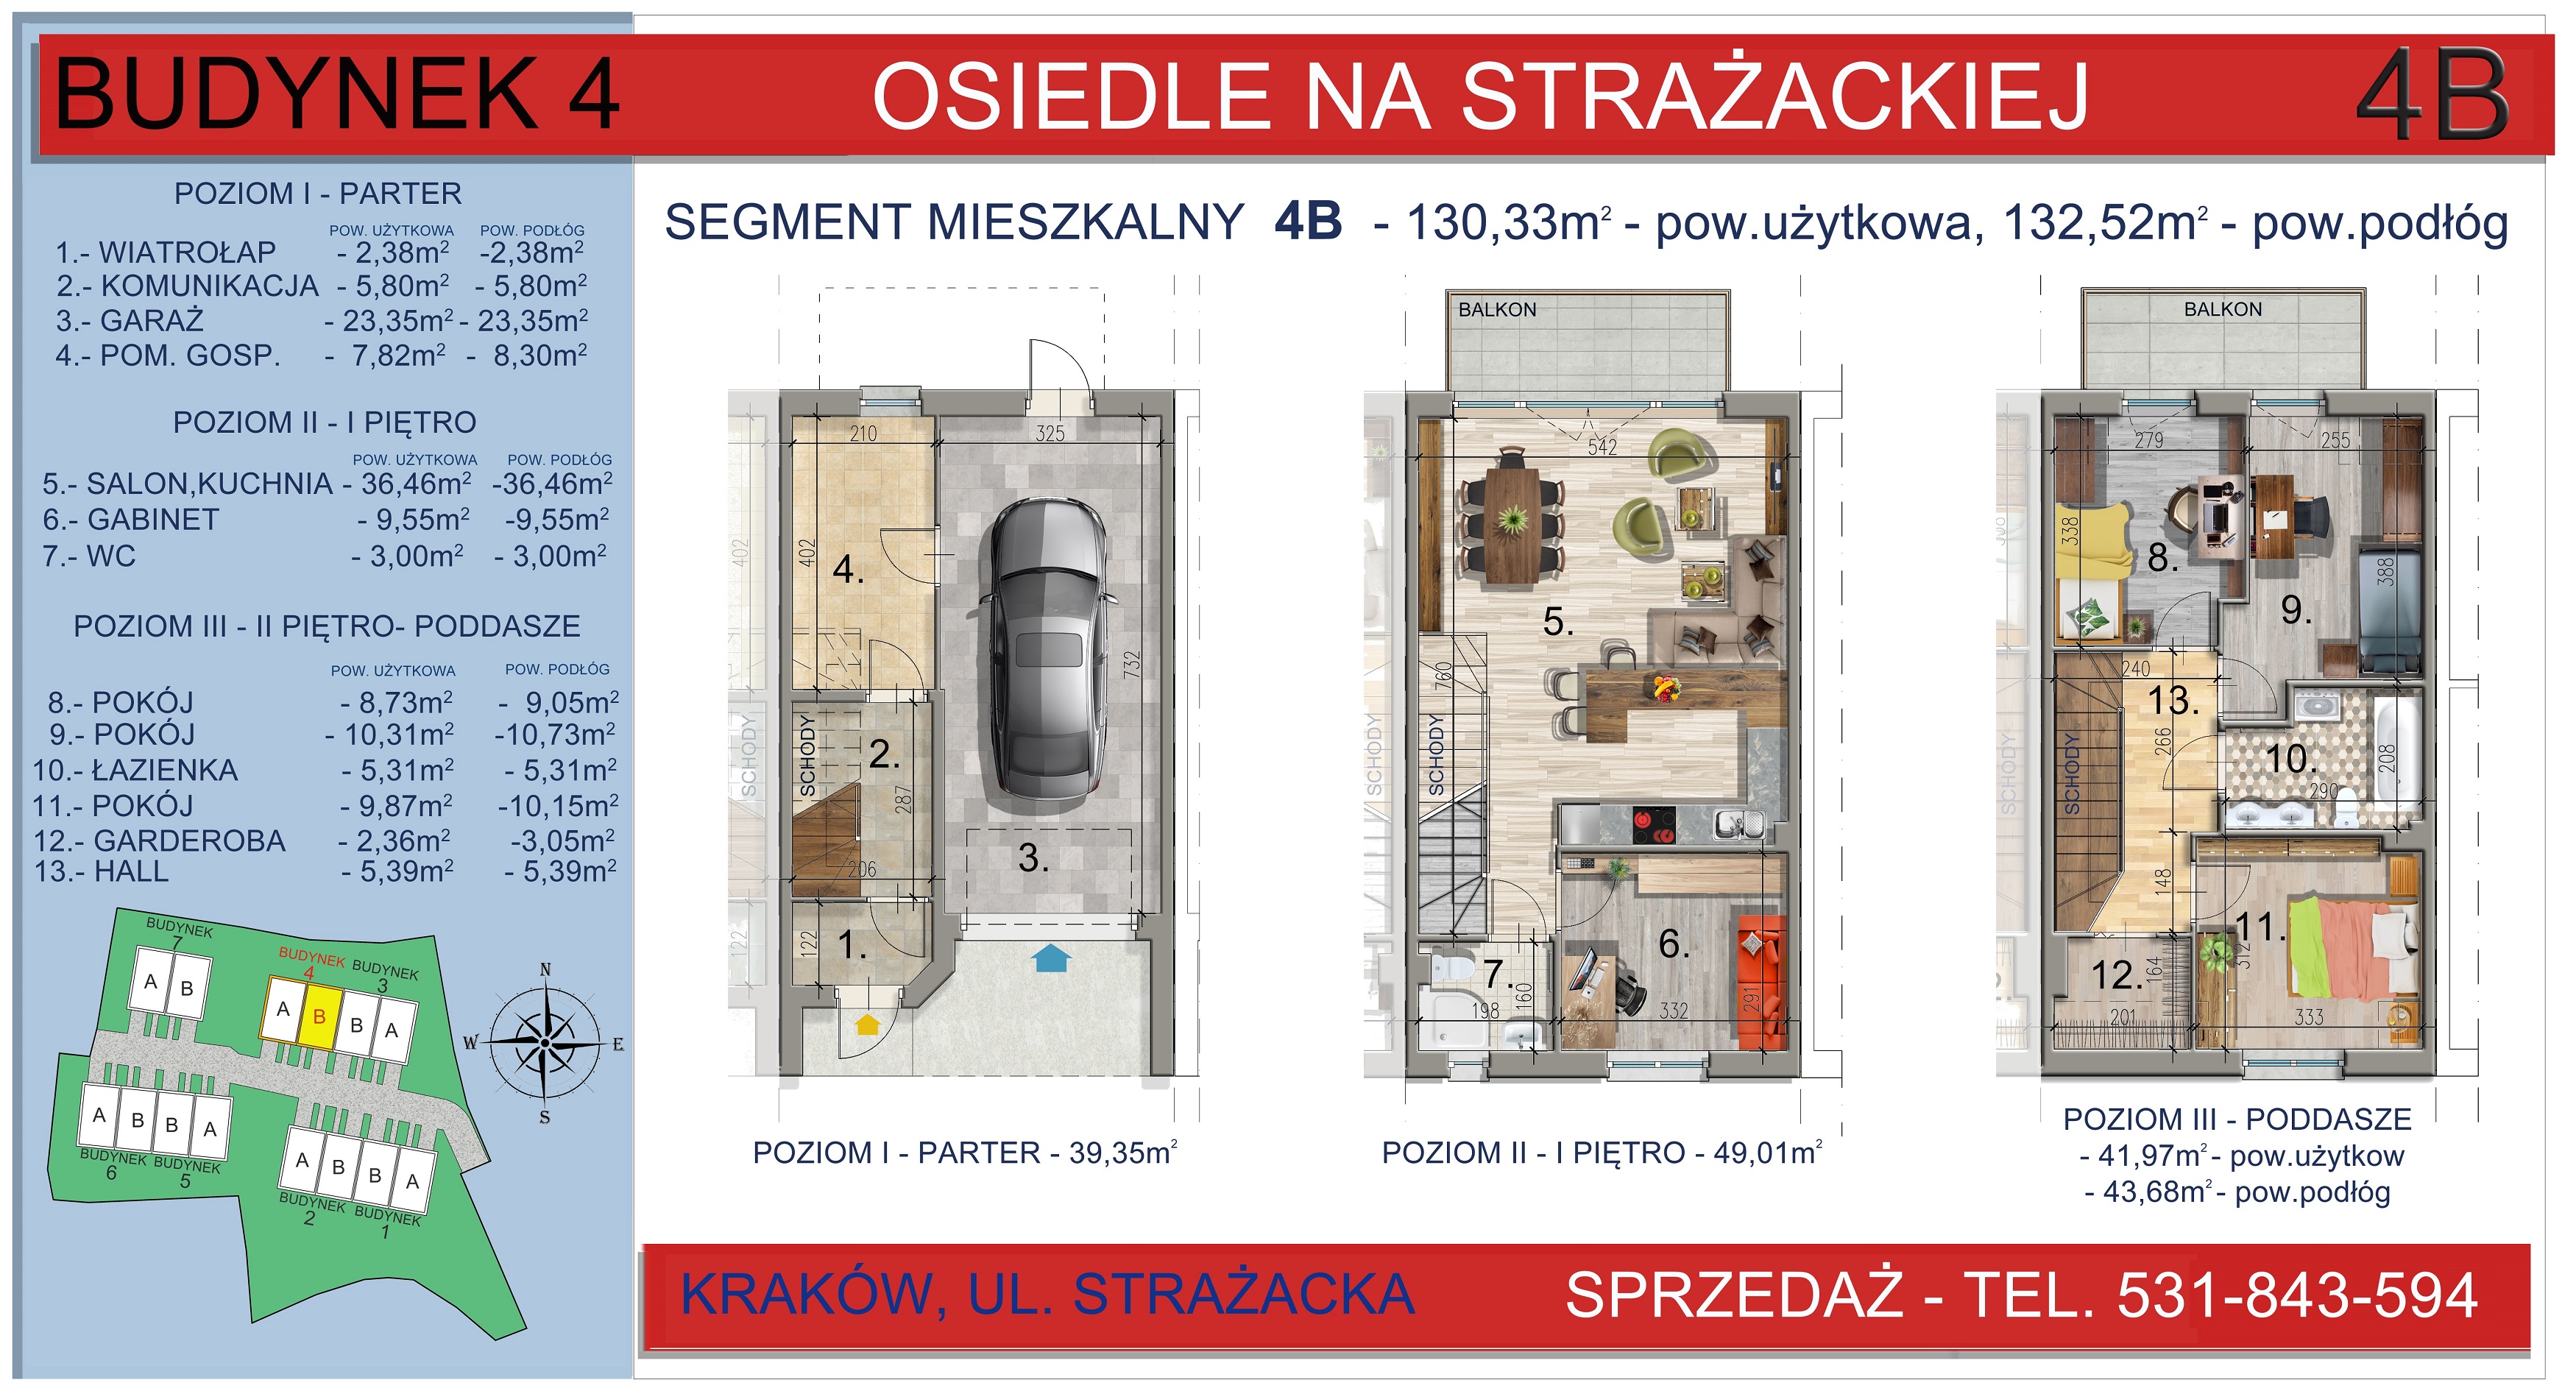 BUDYNEK 4 OSIEDLE NA STRAŻACKIEJ 4B
POZIOM I - PARTER
POW. UŻYTKOWA POW. PODŁÓG
1.- WIATROŁAP - 2,38m² -2,38m²
2.- KOMUNIKACJA - 5,80m² - 5,80m²
3.- GARAŻ - 23,35m² - 23,35m²
4.- POM. GOSP. - 7,82m² - 8,30m²
POZIOM II - I PIĘTRO
POW. UŻYTKOWA POW. PODŁÓG
5.- SALON,KUCHNIA - 36,46m² -36,46m²
6.- GABINET - 9,55m² -9,55m²
7.- WC - 3,00m² - 3,00m²
POZIOM III - II PIĘTRO- PODDASZE
POW. UŻYTKOWA POW. PODŁÓG
8.- POKÓJ - 8,73m² - 9,05m²
9.- POKÓJ - 10,31m² -10,73m²
10.- ŁAZIENKA - 5,31m² - 5,31m²
11.- POKÓJ - 9,87m² -10,15m²
12.- GARDEROBA - 2,36m² -3,05m²
13.- HALL - 5,39m² - 5,39m²
BUDYNEK
7
A B
BUDYNEK
4
BUDYNEK
3
A B B A
N
W E
S
A B B A
BUDYNEK
6
BUDYNEK
5
A B B A
BUDYNEK
2
BUDYNEK
1
SEGMENT MIESZKALNY 4B - 130,33m² - pow.użytkowa, 132,52m² - pow.podłóg
210
325
402
402
4.
732
SCHODY
SCHODY
2.
287
206
3.
122
122
1.
POZIOM I - PARTER - 39,35m²
BALKON
542
5.
760
SCHODY
SCHODY
6.
7.
160
198
332
291
POZIOM II - I PIĘTRO - 49,01m²
BALKON
279
255
338
8.
388
9.
240
13.
266
SCHODY
SCHODY
10.
208
290
148
11.
312
12.
164
201
333
POZIOM III - PODDASZE
- 41,97m² - pow.użytkow
- 43,68m² - pow.podłóg
KRAKÓW, UL. STRAŻACKA SPRZEDAŻ - TEL. 531-843-594